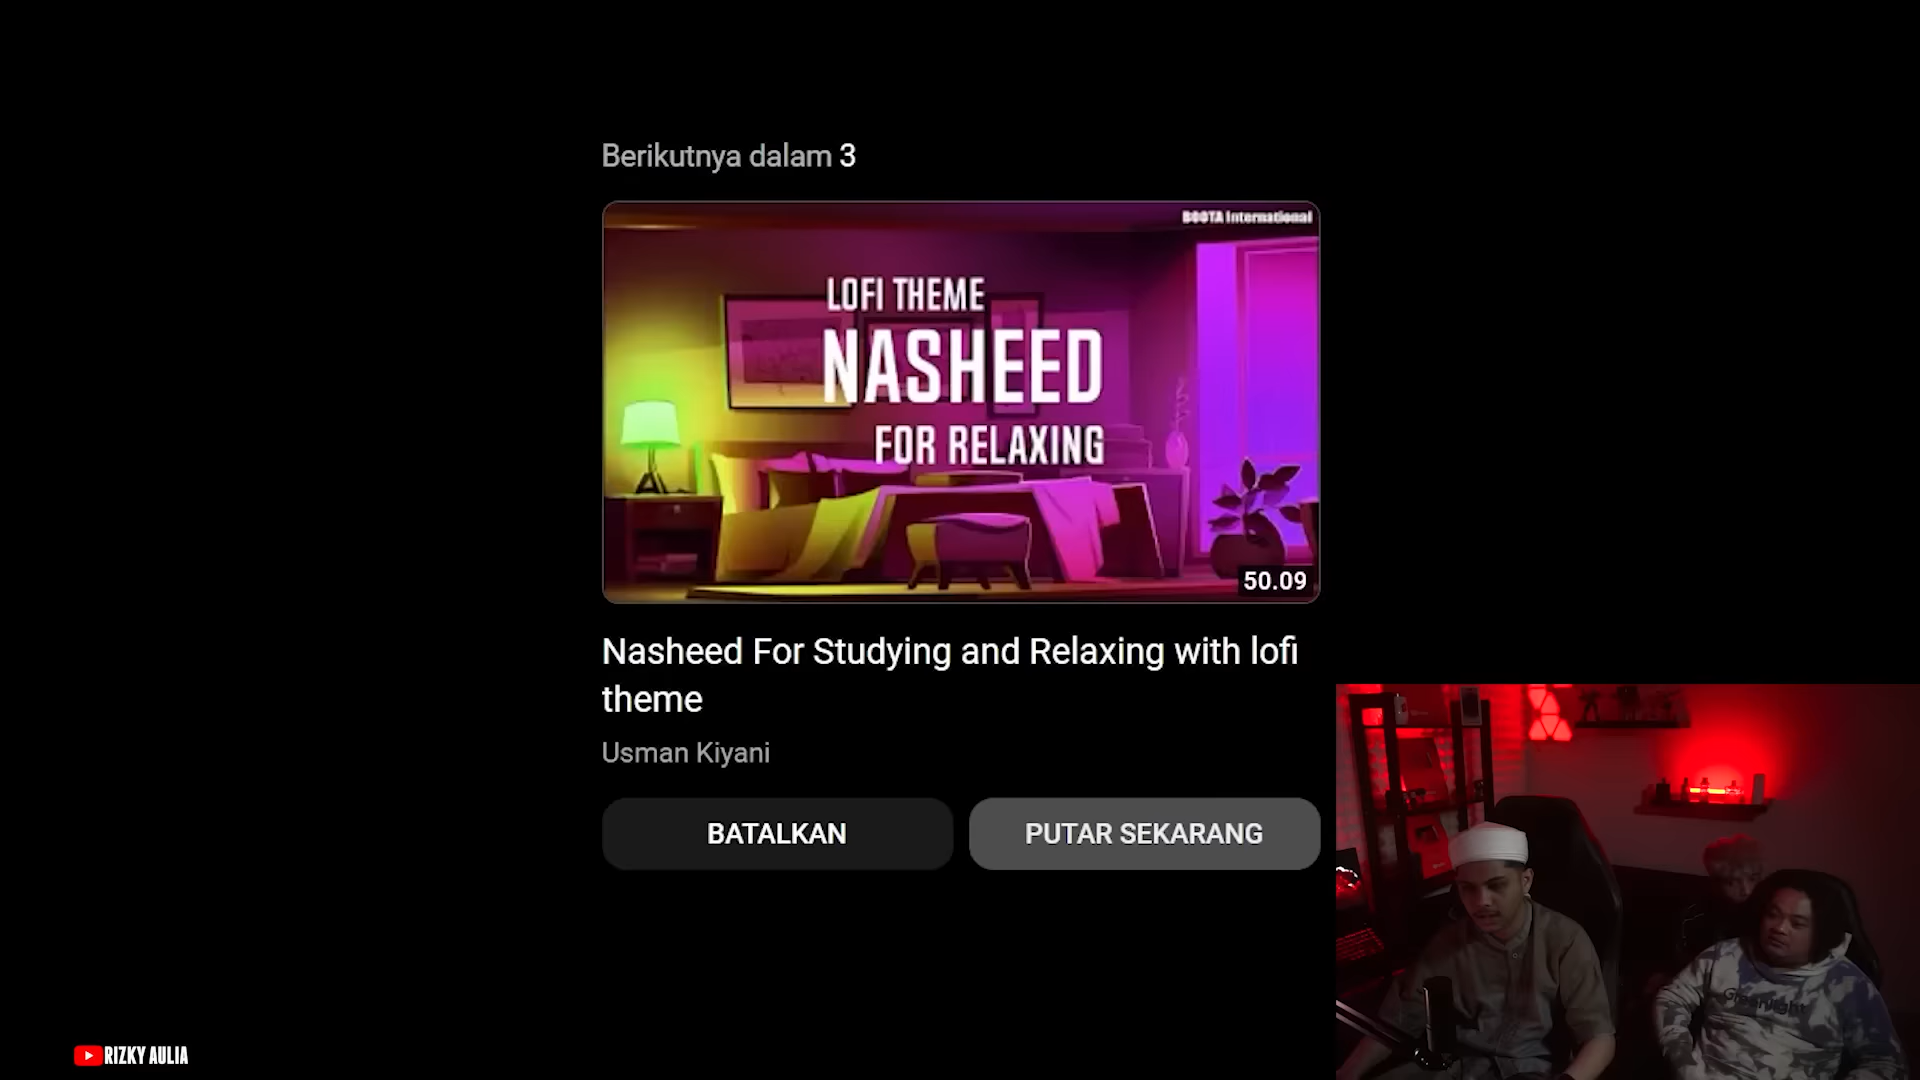 Berikutnya dalam 3
BOOTA International
LOFI THEME
NASHEED
FOR RELAXING
50.09
Nasheed For Studying and Relaxing with lofi
theme
Usman Kiyani
BATALKAN
PUTAR SEKARANG
Greenlight
RIZKY AULIA